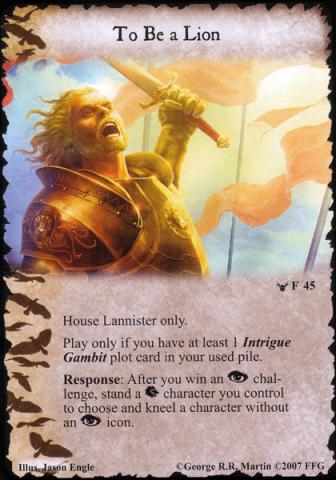 To Be a Lion
F 45
House Lannister only.
Play only if you have at least 1 Intrigue
Gambit plot card in your used pile.
Response: After you win an chal-
lenge, stand a character you control
to choose and kneel a character without
an icon.
Illus. Jason Engle ©George R.R. Martin ©2007 FFG